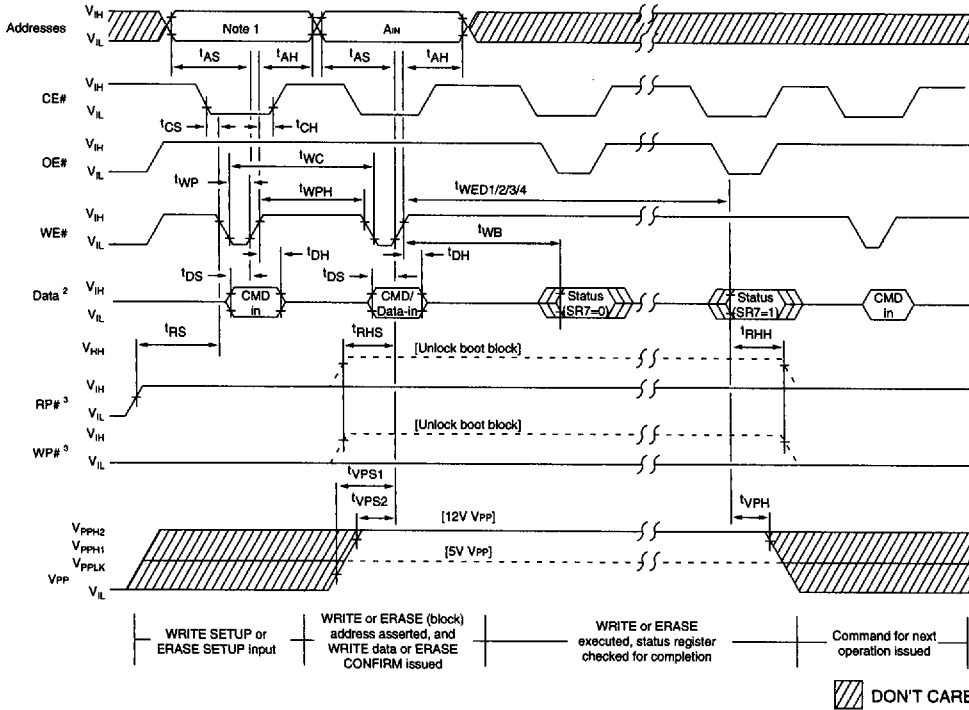 Addresses VIH VIL Note 1 AIN
tAS tAH tAS tAH
CE# VIH VIL
tCS tCH
OE# VIH VIL
tWC
tWP tWPH tWED1/2/3/4
WE# VIH VIL
tWB
tDS tDH tDS tDH
Data 2 VIH VIL
CMD in
CMD/ Data-in
Status (SR7=0)
Status (SR7=1)
CMD in
tRS tRHS tRHH
VHH [Unlock boot block]
RP# 3 VIH VIL
WP# 3 VIH VIL [Unlock boot block]
tVPS1
tVPS2 tVPH
VPPH2 [12V VPP]
VPPH1
VPPLK [5V VPP]
VPP
VIL
WRITE SETUP or
ERASE SETUP input
WRITE or ERASE (block)
address asserted, and
WRITE data or ERASE
CONFIRM issued
WRITE or ERASE
executed, status register
checked for completion
Command for next
operation issued
DON'T CARE